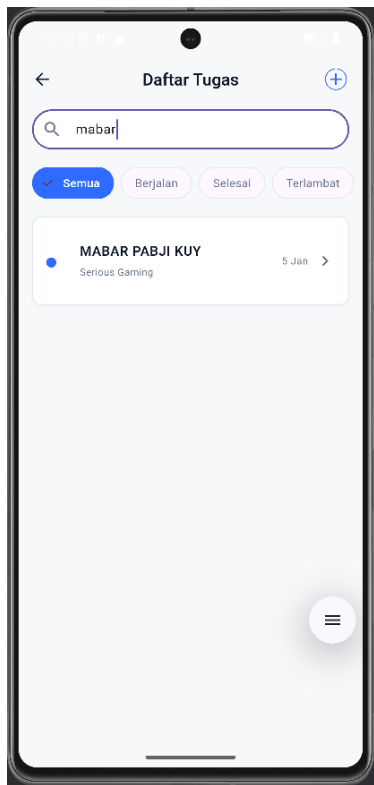 Daftar Tugas
mabar
Semua
Berjalan
Selesai
Terlambat
MABAR PABJI KUY
Serious Gaming
5 Jan